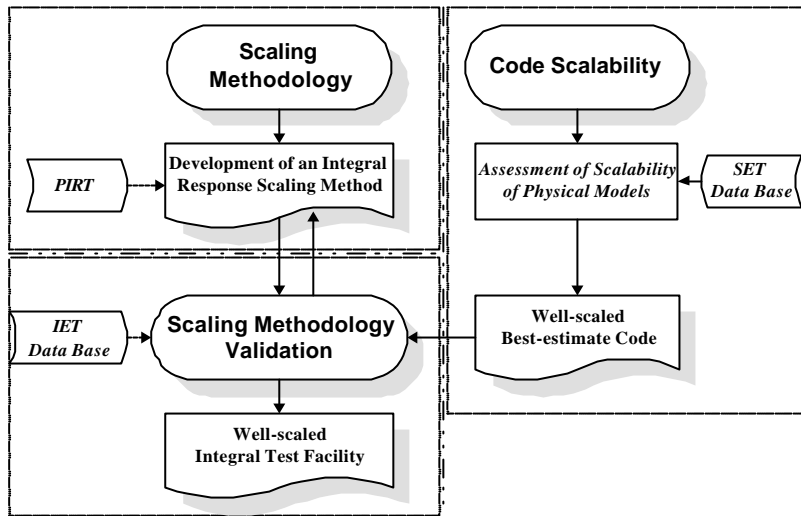 Scaling
Methodology
Code Scalability
Development of an Integral
Response Scaling Method
PIRT
Assessment of Scalability
of Physical Models
SET
Data Base
IET
Data Base
Scaling Methodology
Validation
Well-scaled
Best-estimate Code
Well-scaled
Integral Test Facility